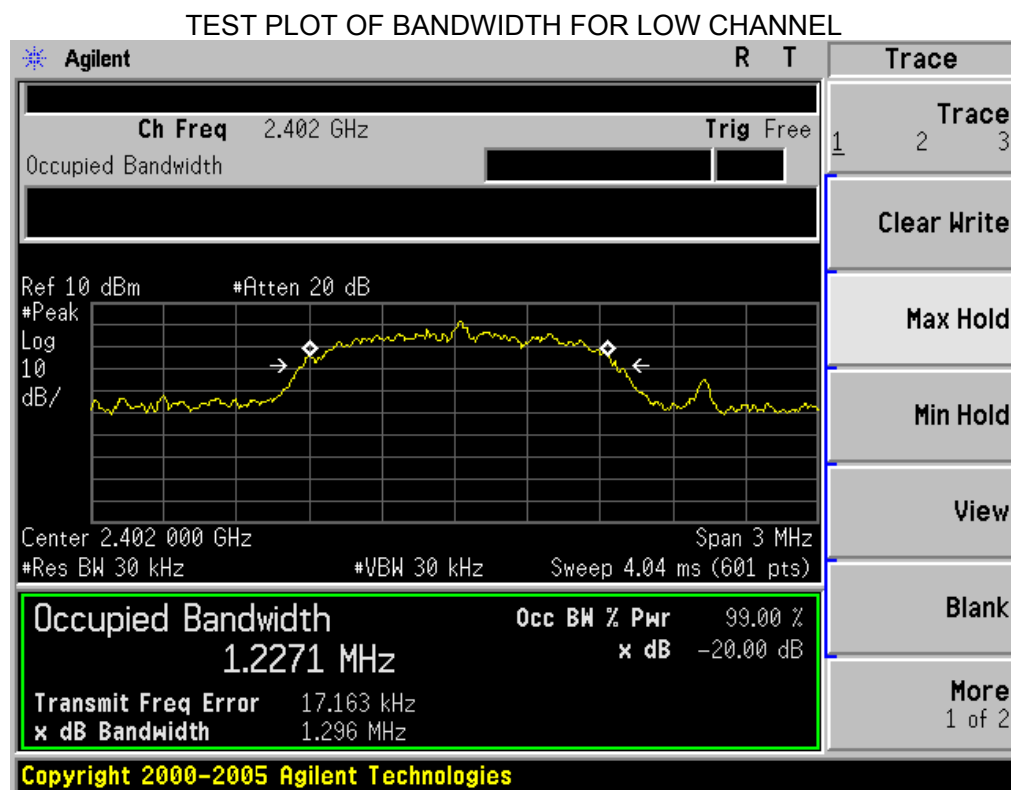 TEST PLOT OF BANDWIDTH FOR LOW CHANNEL
Agilent R T
Trace
Ch Freq 2.402 GHz Trig Free
Occupied Bandwidth
Trace
1 2 3
Clear Write
Max Hold
Min Hold
View
Blank
More
1 of 2
Ref 10 dBm #Atten 20 dB
#Peak
Log
10
dB/
Center 2.402 000 GHz Span 3 MHz
#Res BW 30 kHz #VBW 30 kHz Sweep 4.04 ms (601 pts)
Occupied Bandwidth Occ BW % Pwr 99.00 %
1.2271 MHz x dB -20.00 dB
Transmit Freq Error 17.163 kHz
x dB Bandwidth 1.296 MHz
Copyright 2000-2005 Agilent Technologies